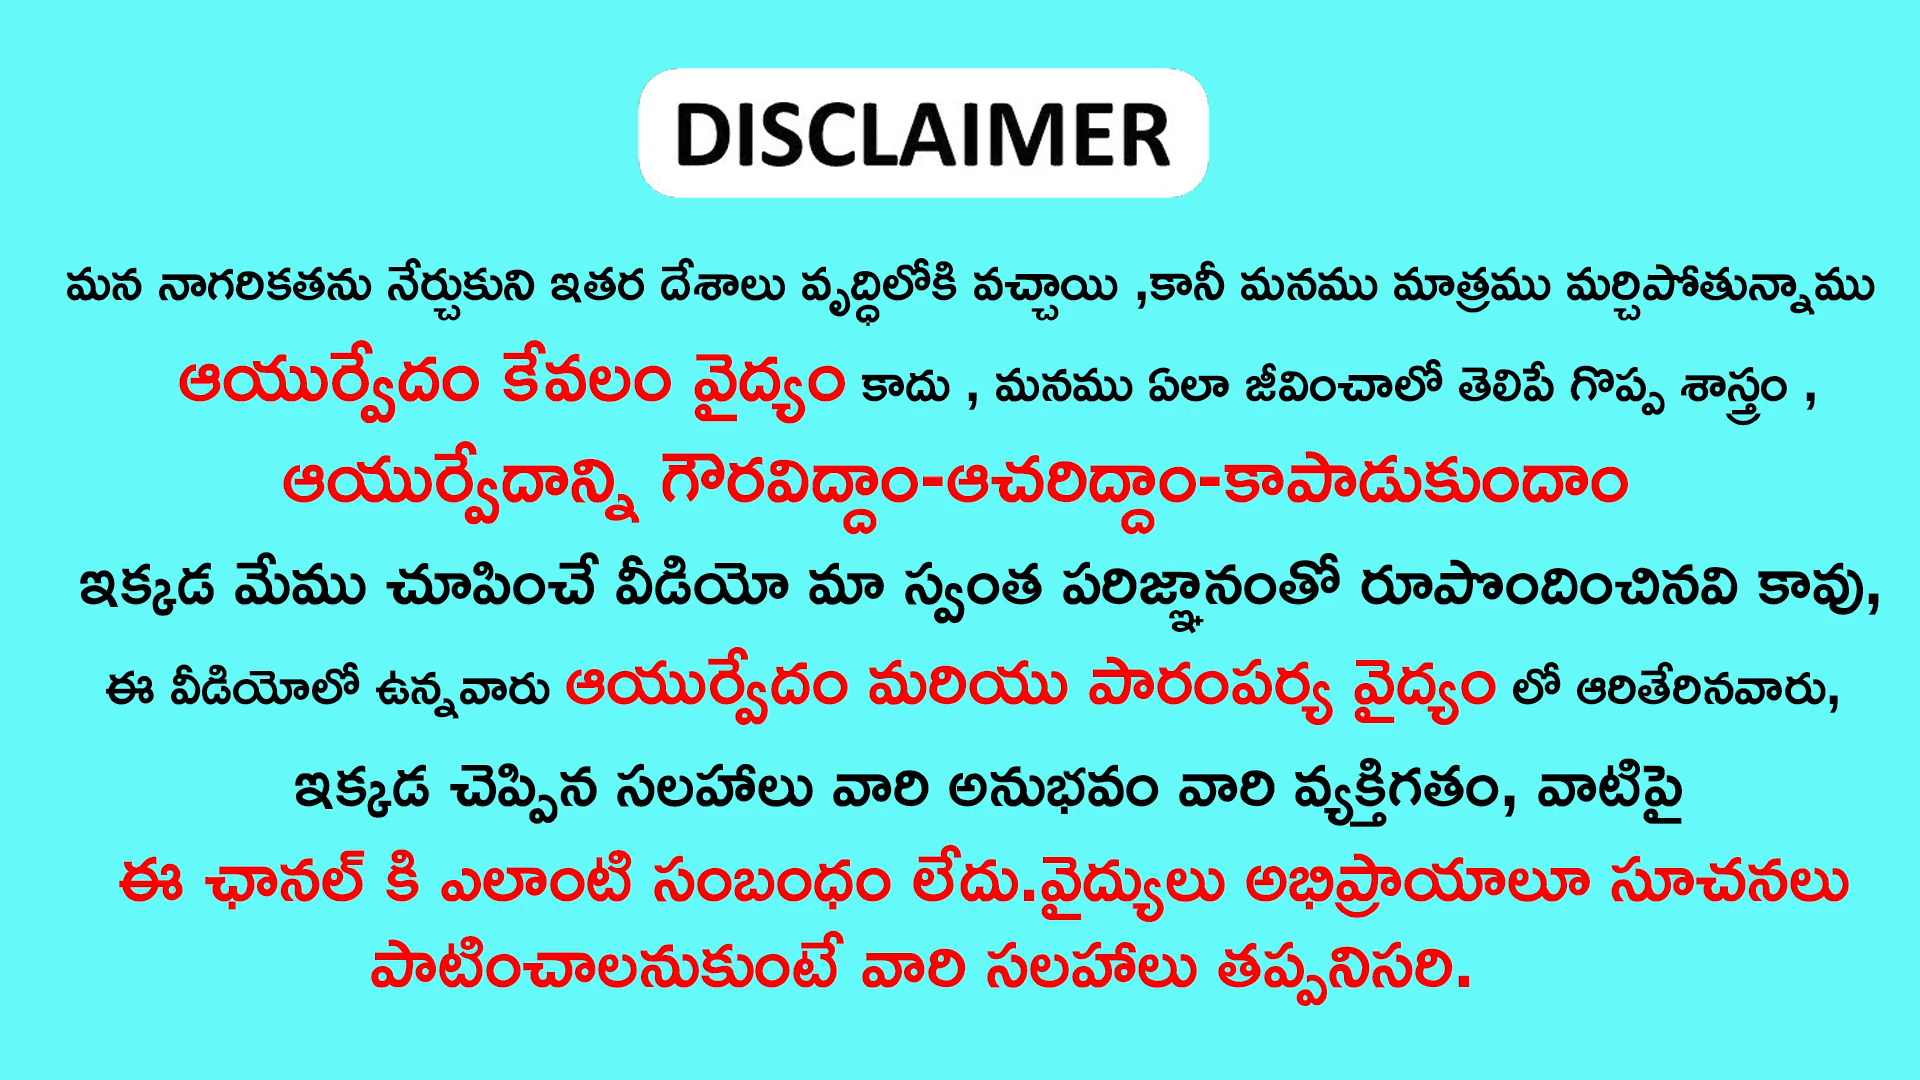 DISCLAIMER
మన నాగరికతను నేర్చుకుని ఇతర దేశాలు వృద్ధిలోకి వచ్చాయి ,కానీ మనము మాత్రము మర్చిపోతున్నాము
ఆయుర్వేదం కేవలం వైద్యం కాదు , మనము ఏలా జీవించాలో తెలిపే గొప్ప శాస్త్రం ,
ఆయుర్వేదాన్ని గౌరవిద్దాం-ఆచరిద్దాం-కాపాడుకుందాం
ఇక్కడ మేము చూపించే వీడియో మా స్వంత పరిజ్ఞానంతో రూపొందించినవి కావు,
ఈ వీడియోలో ఉన్నవారు ఆయుర్వేదం మరియు పారంపర్య వైద్యం లో ఆరితేరినవారు,
ఇక్కడ చెప్పిన సలహాలు వారి అనుభవం వారి వ్యక్తిగతం, వాటిపై
ఈ ఛానల్ కి ఎలాంటి సంబంధం లేదు.వైద్యులు అభిప్రాయాలూ సూచనలు
పాటించాలనుకుంటే వారి సలహాలు తప్పనిసరి.